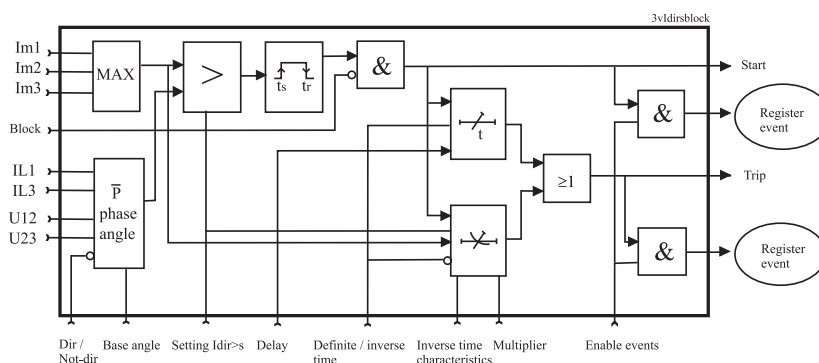 3vIdirsblock
Im1
Im2
Im3
MAX
>
ts tr
&
Start
Block
t
&
Register
event
IL1
IL3
U12
U23
P̅
phase
angle
≥1
Trip
&
Register
event
Dir /
Not-dir
Base angle
Setting Idir>s
Delay
Definite / inverse
time
Inverse time
characteristics
Multiplier
Enable events